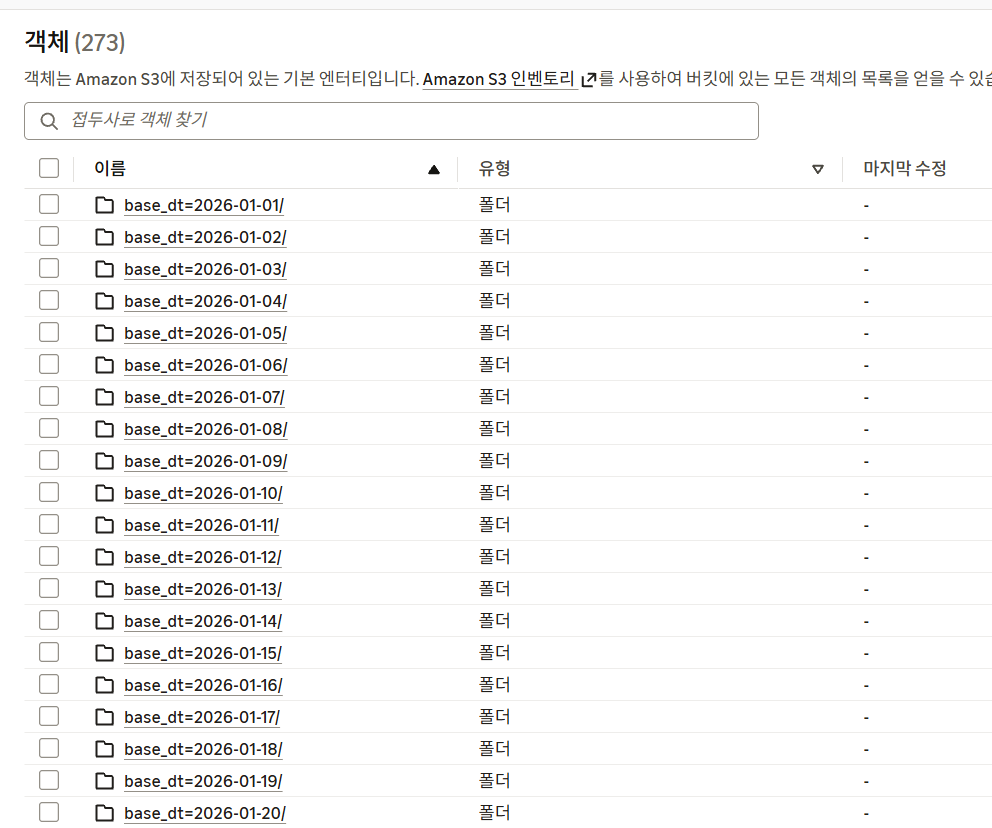 객체 (273)
객체는 Amazon S3에 저장되어 있는 기본 엔터티입니다. Amazon S3 인벤토리 를 사용하여 버킷에 있는 모든 객체의 목록을 얻을 수 있습
접두사로 객체 찾기
이름 유형 마지막 수정
base_dt=2026-01-01/ 폴더 -
base_dt=2026-01-02/ 폴더 -
base_dt=2026-01-03/ 폴더 -
base_dt=2026-01-04/ 폴더 -
base_dt=2026-01-05/ 폴더 -
base_dt=2026-01-06/ 폴더 -
base_dt=2026-01-07/ 폴더 -
base_dt=2026-01-08/ 폴더 -
base_dt=2026-01-09/ 폴더 -
base_dt=2026-01-10/ 폴더 -
base_dt=2026-01-11/ 폴더 -
base_dt=2026-01-12/ 폴더 -
base_dt=2026-01-13/ 폴더 -
base_dt=2026-01-14/ 폴더 -
base_dt=2026-01-15/ 폴더 -
base_dt=2026-01-16/ 폴더 -
base_dt=2026-01-17/ 폴더 -
base_dt=2026-01-18/ 폴더 -
base_dt=2026-01-19/ 폴더 -
base_dt=2026-01-20/ 폴더 -